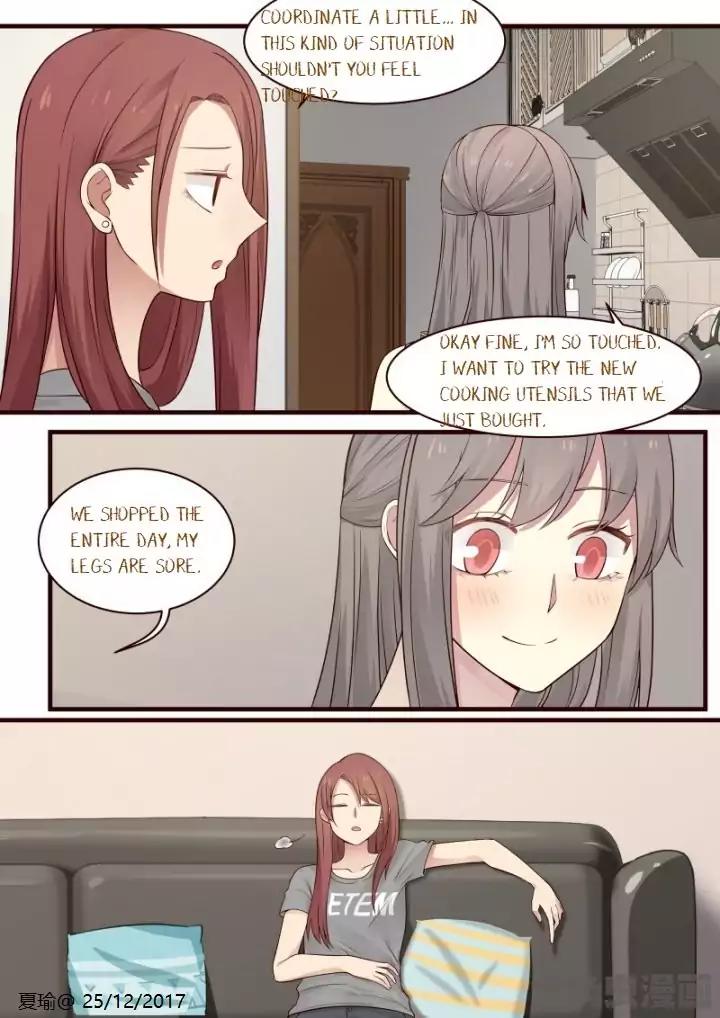 COORDINATE A LITTLE... IN
THIS KIND OF SITUATION
SHOULDN'T YOU FEEL
TOUCHED?
OKAY FINE, I'M SO TOUCHED.
I WANT TO TRY THE NEW
COOKING UTENSILS THAT WE
JUST BOUGHT.
WE SHOPPED THE
ENTIRE DAY, MY
LEGS ARE SORE.
ETEM
夏瑜@ 25/12/2017
漫画